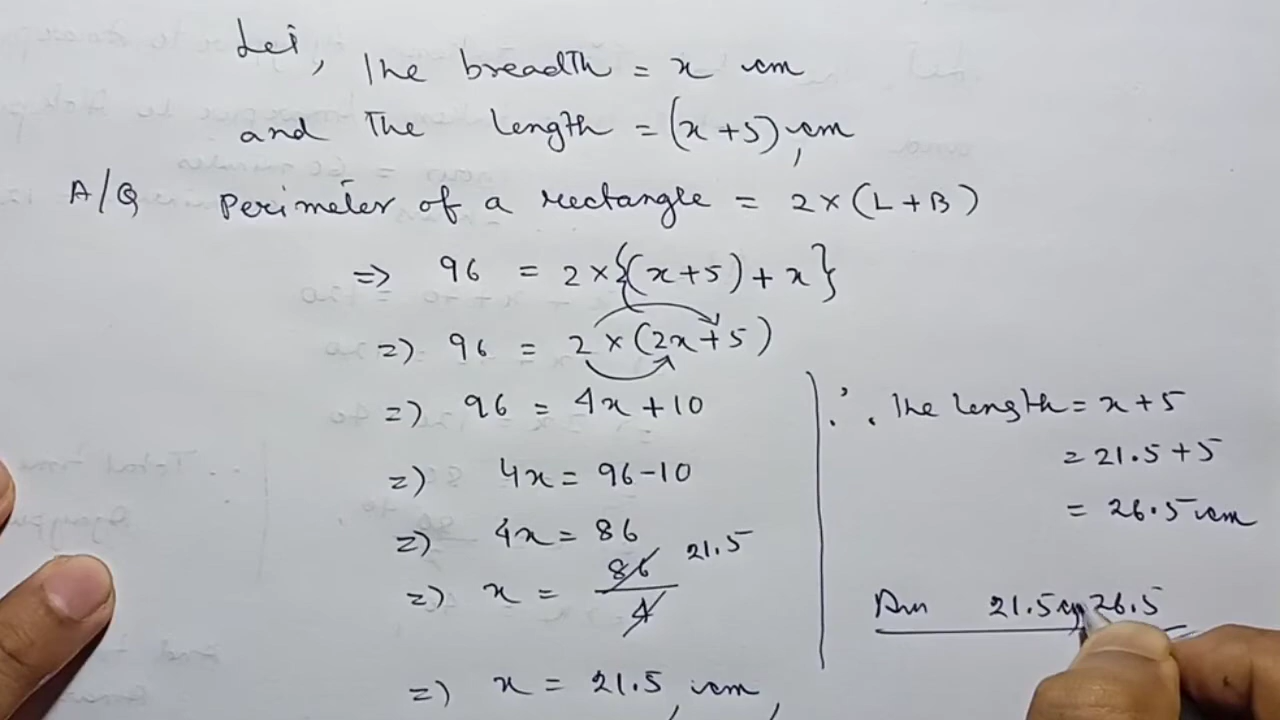 Let, The breadth = x cm
and The length = (x+5) cm,
A/Q Perimeter of a rectangle = 2×(L+B)
=> 96 = 2×{(x+5)+x}
=> 96 = 2×(2x+5)
=> 96 = 4x+10
=> 4x = 96-10
=> 4x = 86
=> x = 86/4 21.5
=> x = 21.5 cm,
∴ The length = x+5
= 21.5+5
= 26.5 cm
Ans 21.5 26.5